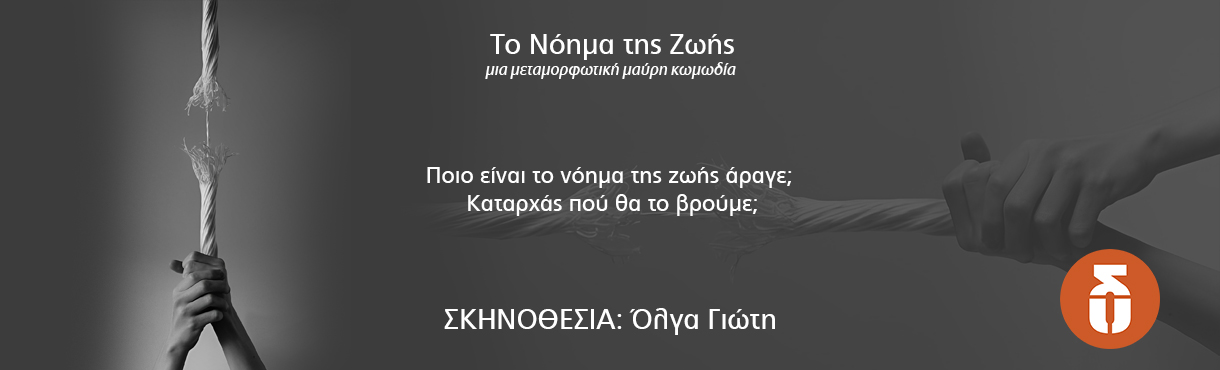 Το Νόημα της Ζωής
μια μεταμορφωτική μαύρη κωμωδία
Ποιο είναι το νόημα της ζωής άραγε;
Καταρχάς πού θα το βρούμε;
ΣΚΗΝΟΘΕΣΙΑ: Όλγα Γιώτη